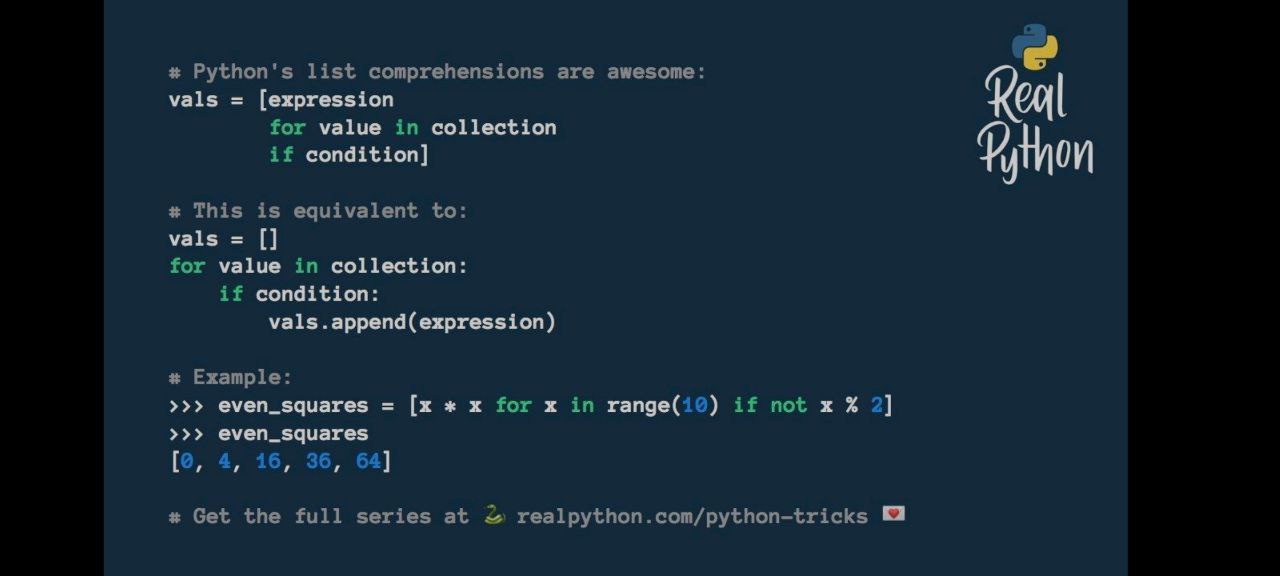 # Python's list comprehensions are awesome:
vals = [expression
        for value in collection
        if condition]
# This is equivalent to:
vals = []
for value in collection:
    if condition:
        vals.append(expression)
# Example:
>>> even_squares = [x * x for x in range(10) if not x % 2]
>>> even_squares
[0, 4, 16, 36, 64]
# Get the full series at 🐍 realpython.com/python-tricks 💌
Real
Python